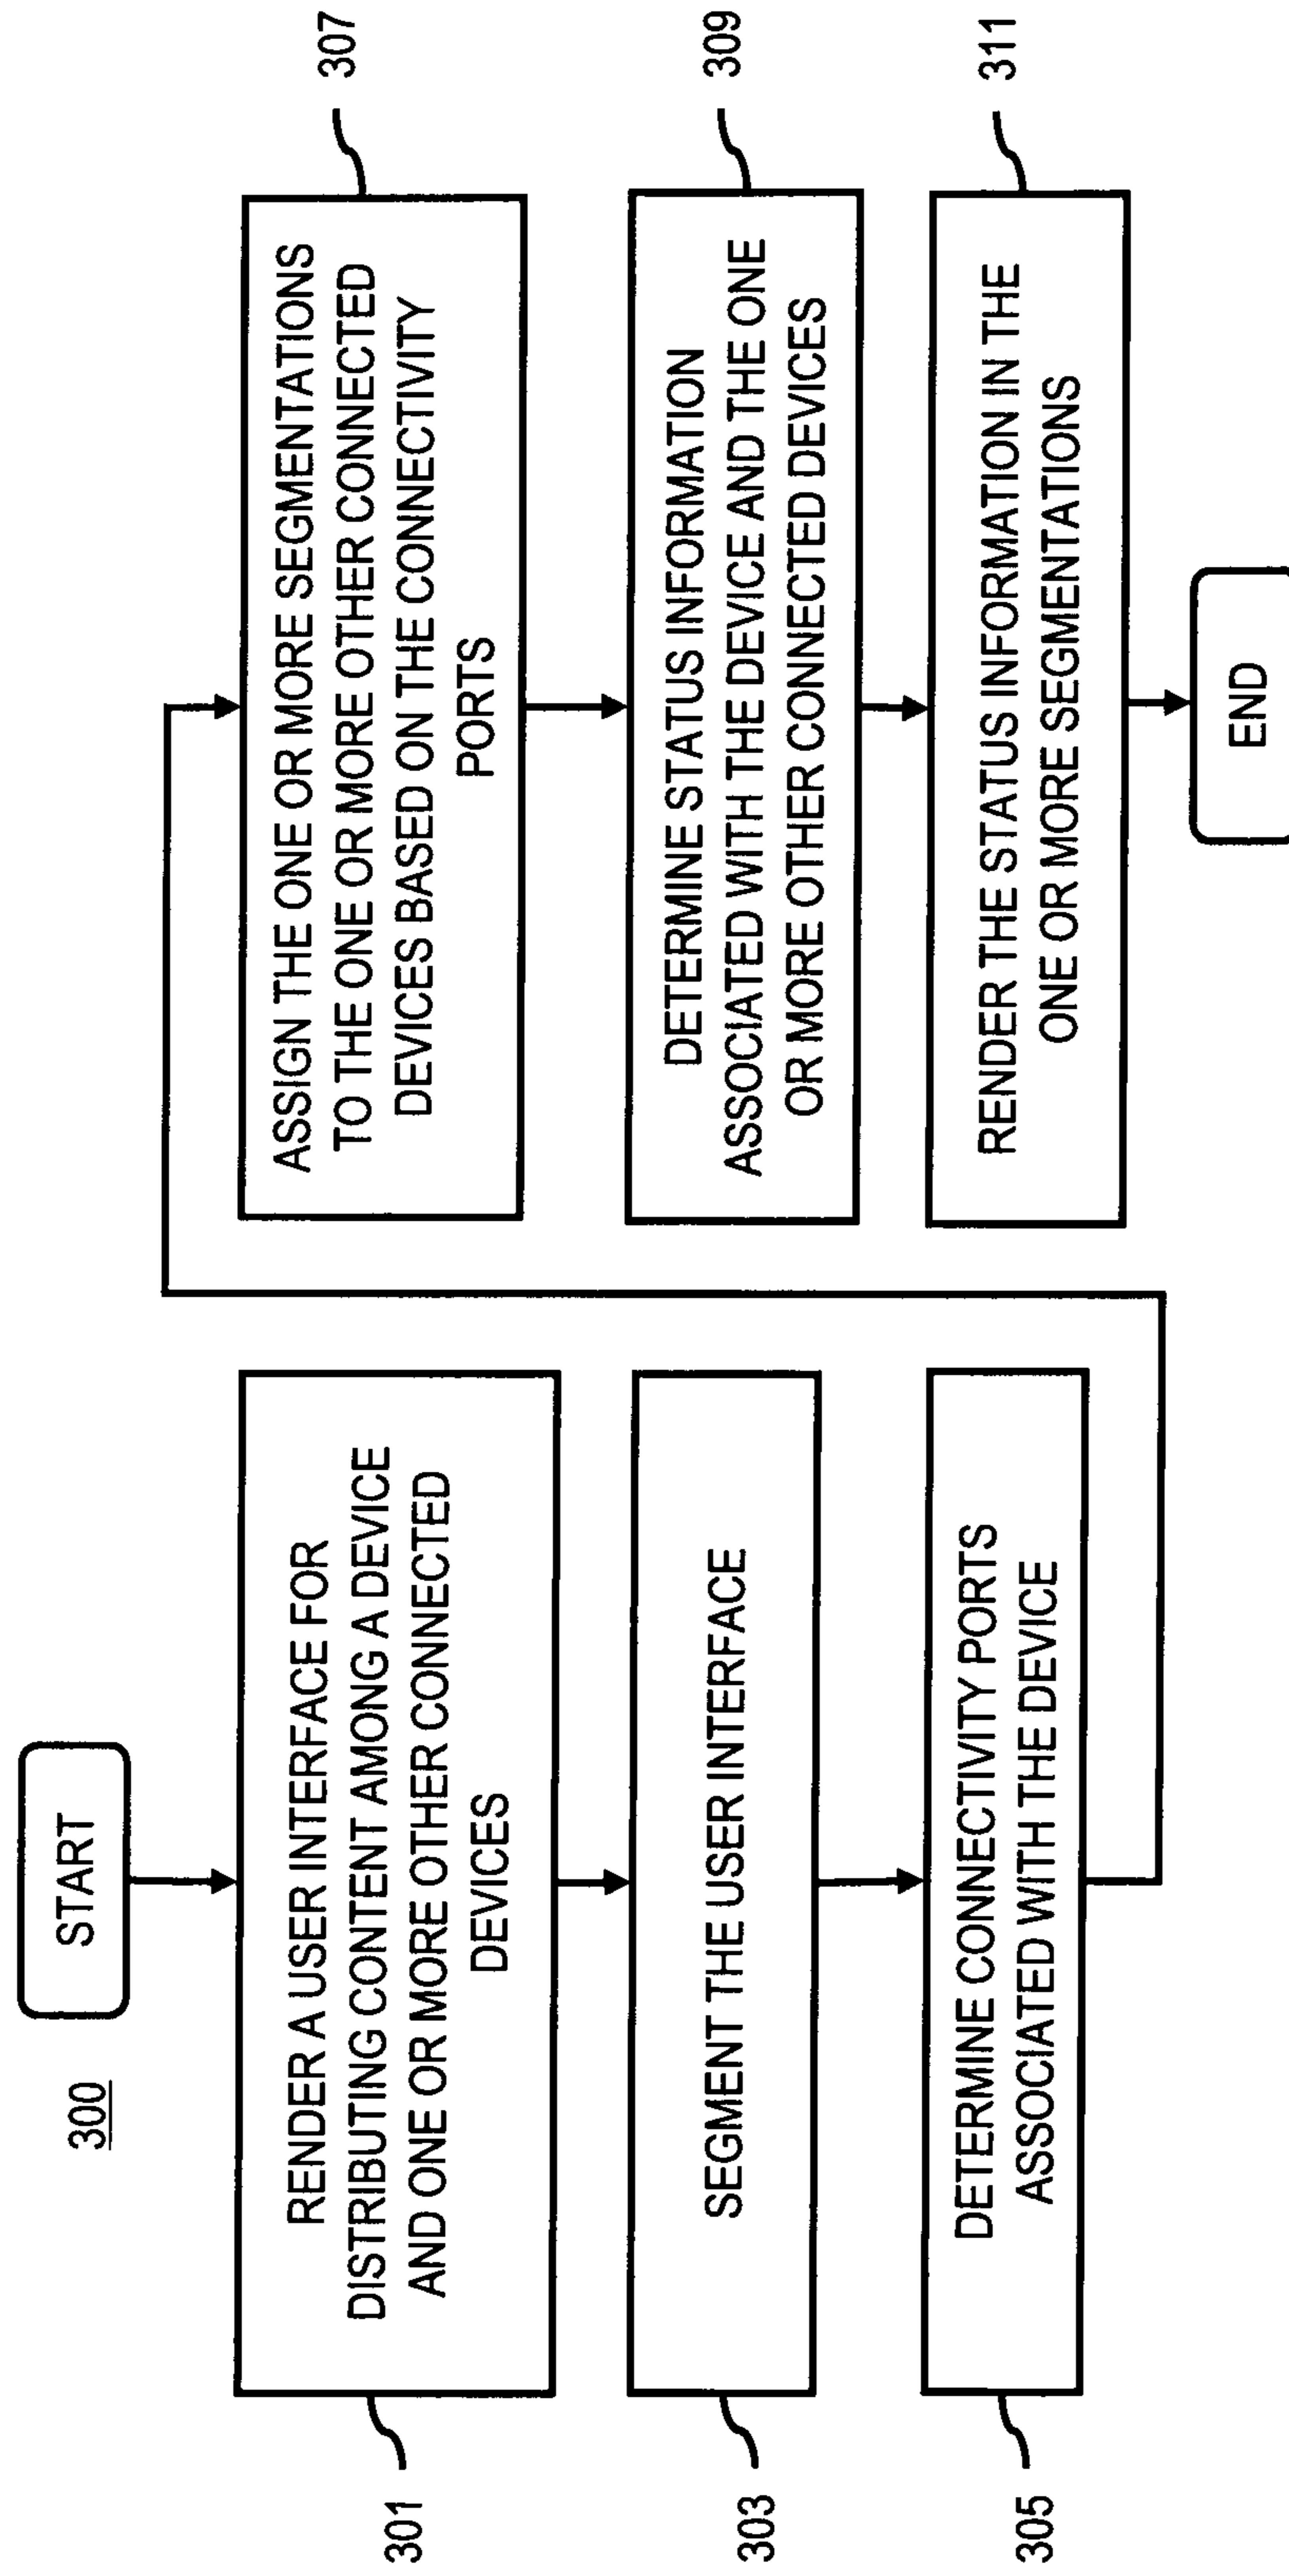 300
START
301
RENDER A USER INTERFACE FOR
DISTRIBUTING CONTENT AMONG A DEVICE
AND ONE OR MORE OTHER CONNECTED
DEVICES
303
SEGMENT THE USER INTERFACE
305
DETERMINE CONNECTIVITY PORTS
ASSOCIATED WITH THE DEVICE
307
ASSIGN THE ONE OR MORE SEGMENTATIONS
TO THE ONE OR MORE OTHER CONNECTED
DEVICES BASED ON THE CONNECTIVITY
PORTS
309
DETERMINE STATUS INFORMATION
ASSOCIATED WITH THE DEVICE AND THE ONE
OR MORE OTHER CONNECTED DEVICES
311
RENDER THE STATUS INFORMATION IN THE
ONE OR MORE SEGMENTATIONS
END